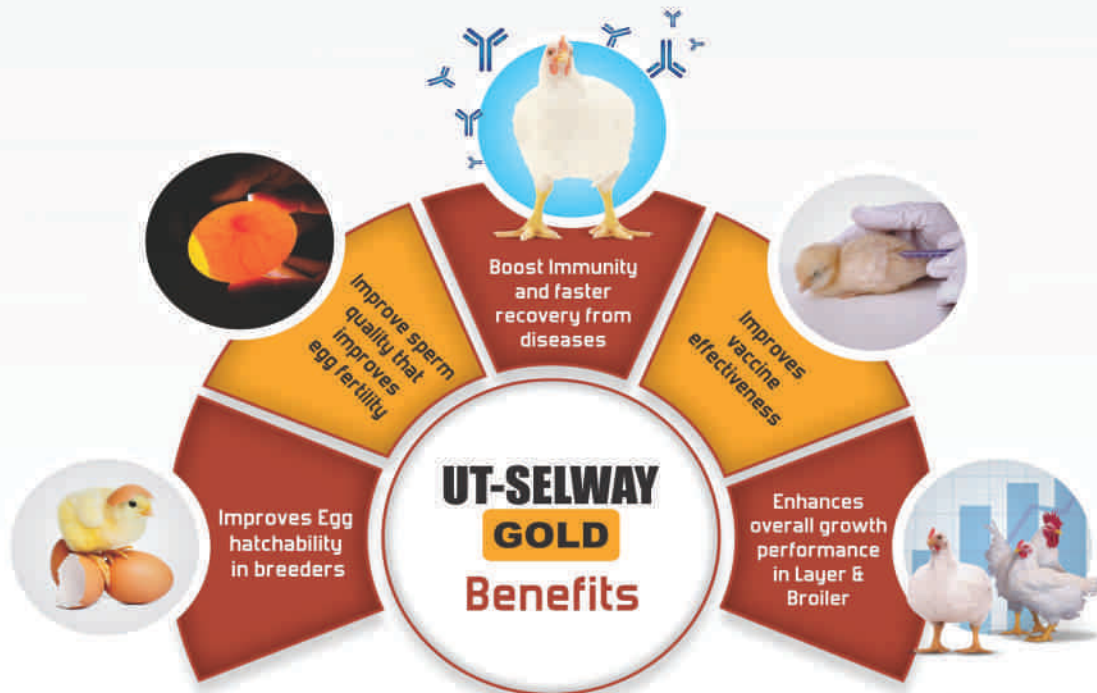 Boost Immunity
and faster
recovery from
diseases
Improve sperm
quality that
improves
egg fertility
Improves
vaccine
effectiveness
Improves Egg
hatchability
in breeders
UT-SELWAY
GOLD
Benefits
Enhances
overall growth
performance
in Layer &
Broiler